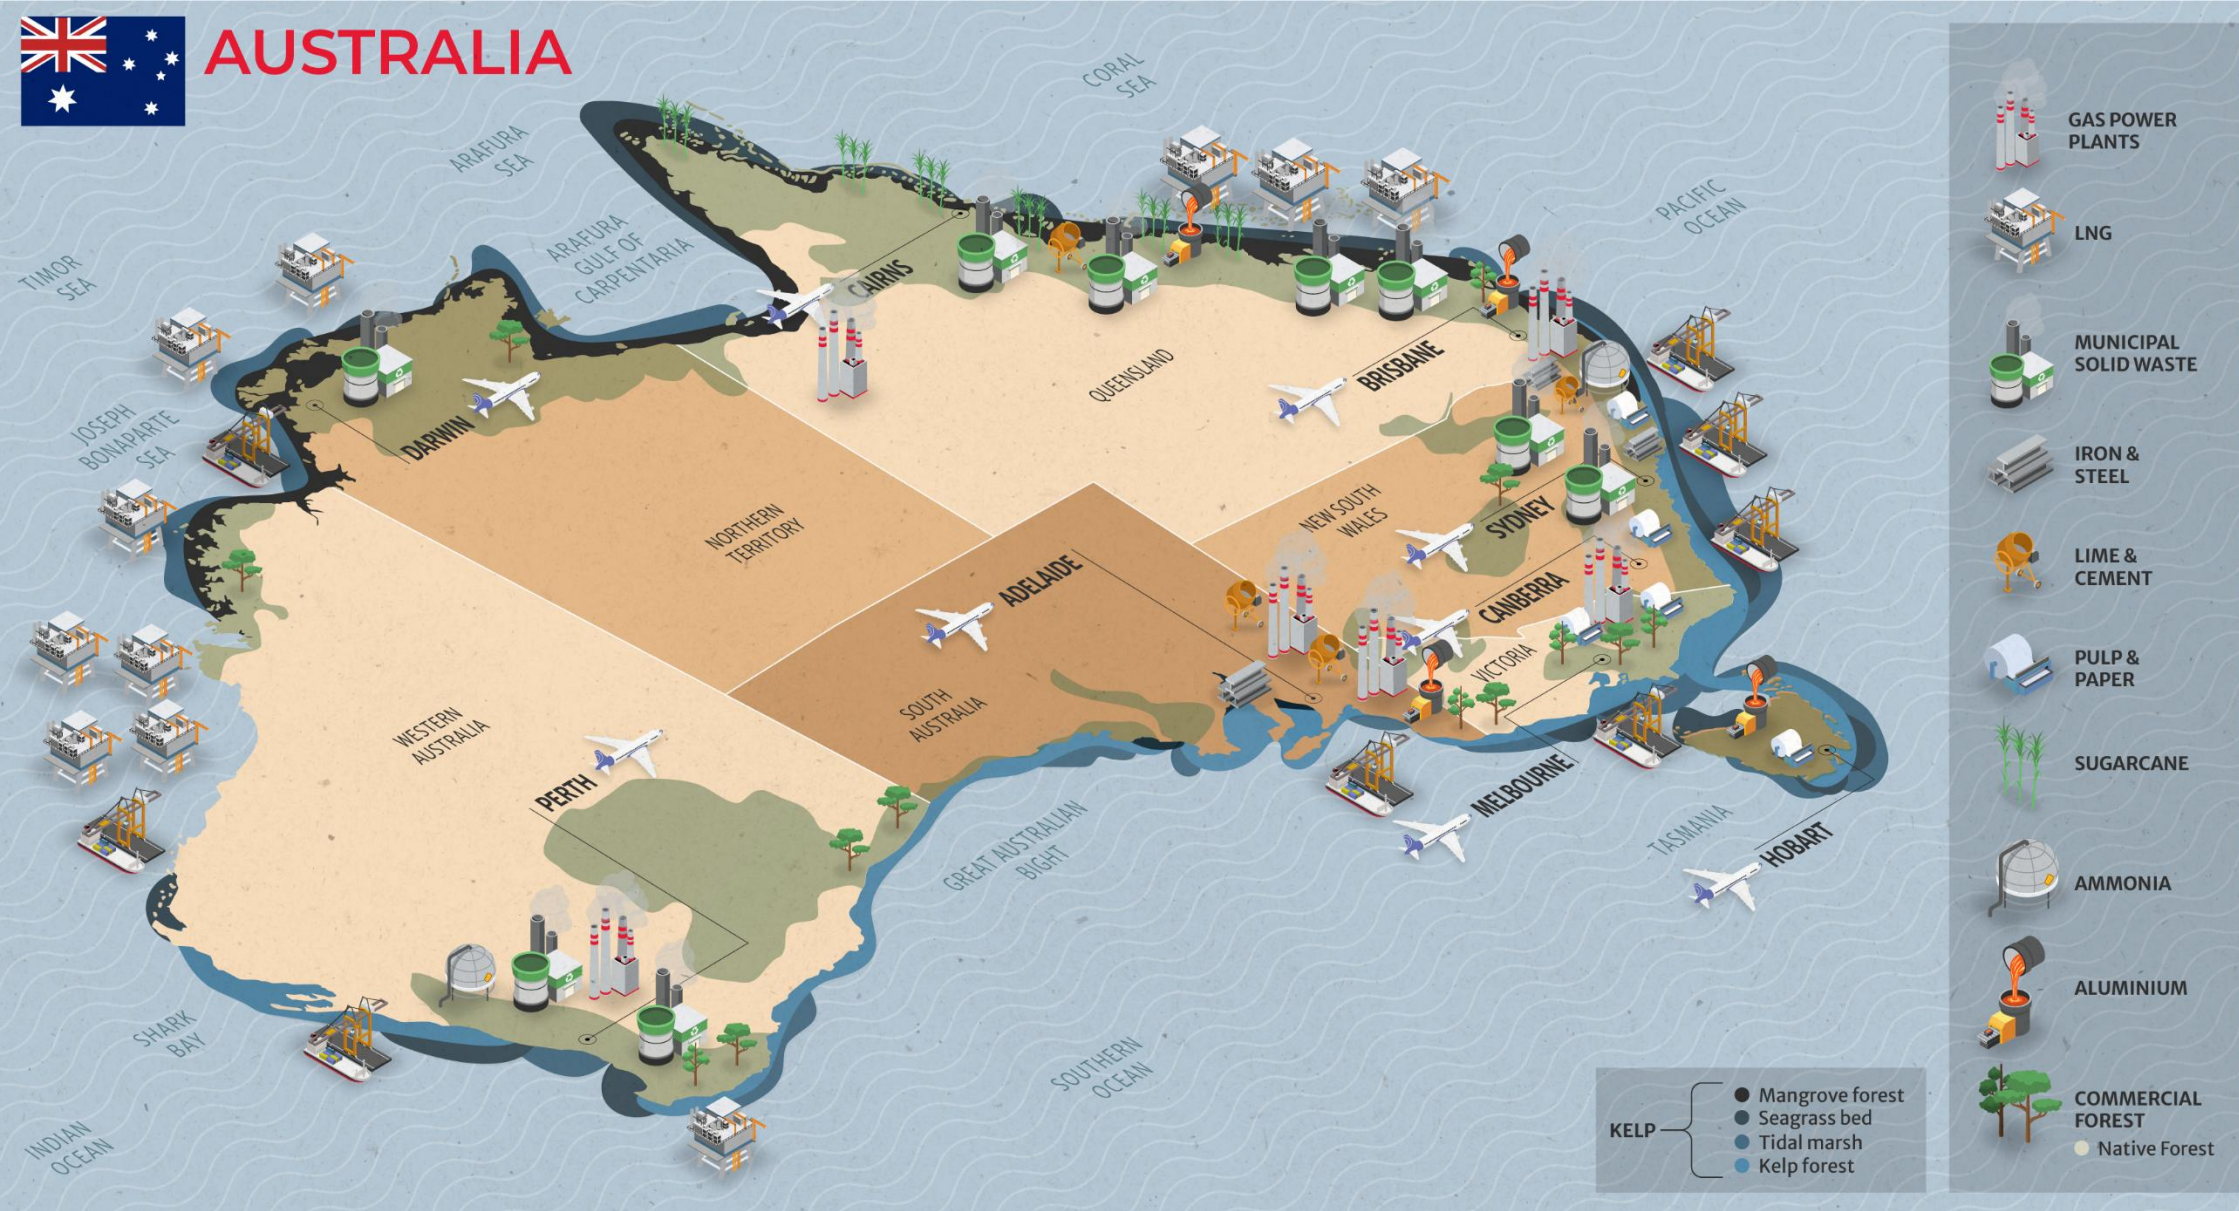 AUSTRALIA
CORAL
SEA
ARAFURA
SEA
PACIFIC
OCEAN
ARAFURA
GULF OF
CARPENTARIA
TIMOR
SEA
CAIRNS
QUEENSLAND
BRISBANE
JOSEPH
BONAPARTE
SEA
DARWIN
NORTHERN
TERRITORY
NEW SOUTH
WALES
SYDNEY
ADELAIDE
CANBERRA
VICTORIA
WESTERN
AUSTRALIA
SOUTH
AUSTRALIA
PERTH
MELBOURNE
GREAT AUSTRALIAN
BIGHT
TASMANIA
HOBART
SHARK
BAY
SOUTHERN
OCEAN
INDIAN
OCEAN
KELP
Mangrove forest
Seagrass bed
Tidal marsh
Kelp forest
GAS POWER
PLANTS
LNG
MUNICIPAL
SOLID WASTE
IRON &
STEEL
LIME &
CEMENT
PULP &
PAPER
SUGARCANE
AMMONIA
ALUMINIUM
COMMERCIAL
FOREST
Native Forest